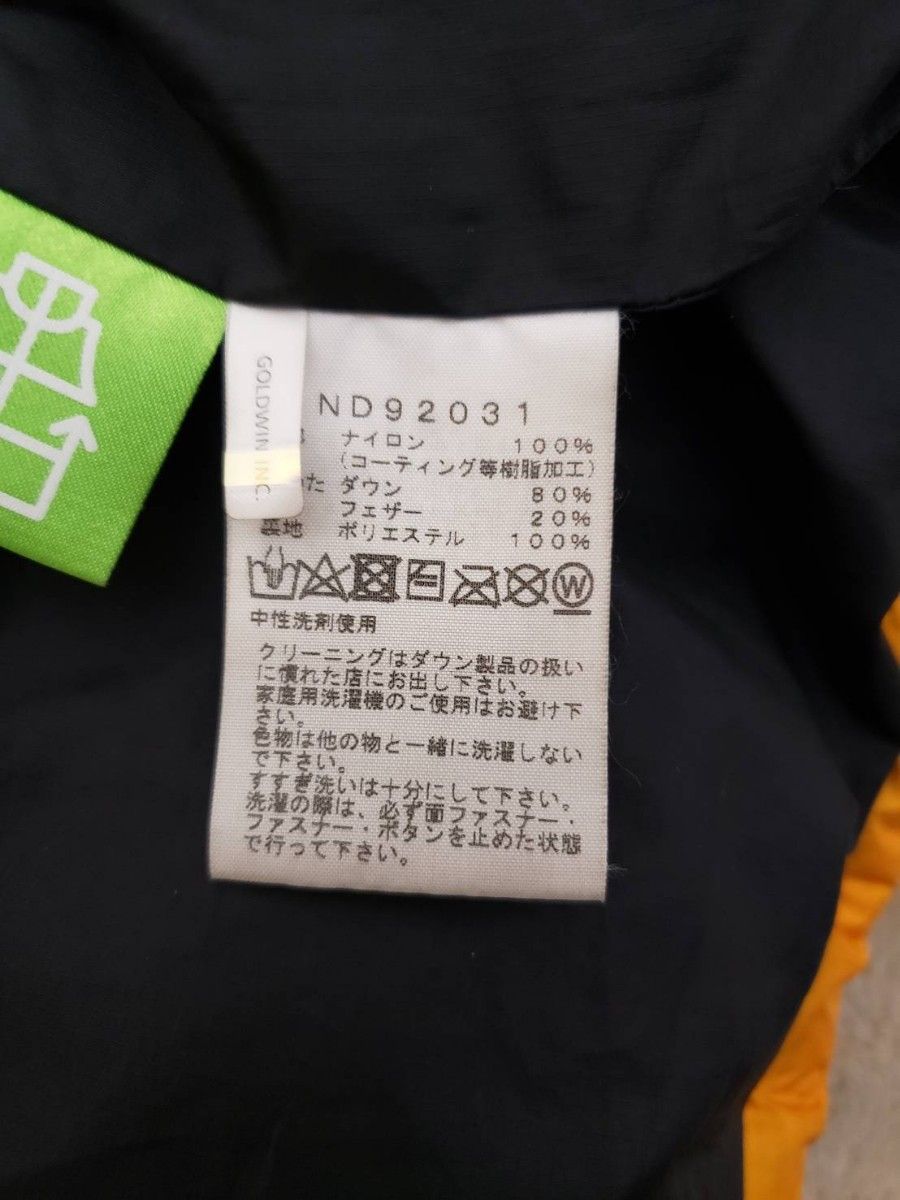 GOLDWIN INC.
ND92031
ナイロン 100%
(コーティング等樹脂加工)
た ダウン 80%
フェザー 20%
裏地 ポリエステル 100%
W
中性洗剤使用
クリーニングはダウン製品の扱い
に慣れた店にお出し下さい。
家庭用洗濯機のご使用はお避け下
さい。
色物は他の物と一緒に洗濯しない
で下さい。
すすぎ洗いは十分にして下さい。
洗濯の際は、必ず面ファスナー・
ファスナー・ボタンを止めた状態
で行って下さい。